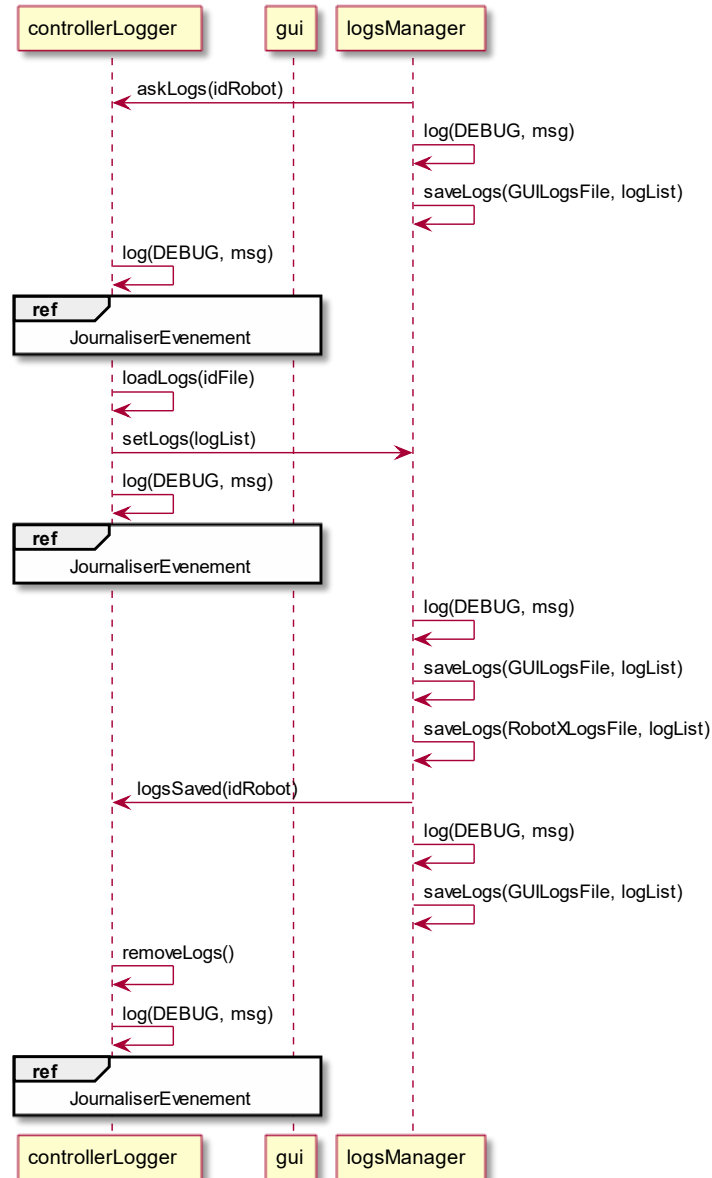 controllerLogger
gui
logsManager
askLogs(idRobot)
log(DEBUG, msg)
saveLogs(GUILogsFile, logList)
log(DEBUG, msg)
ref
JournaliserEvenement
loadLogs(idFile)
setLogs(logList)
log(DEBUG, msg)
ref
JournaliserEvenement
log(DEBUG, msg)
saveLogs(GUILogsFile, logList)
saveLogs(RobotXLogsFile, logList)
logsSaved(idRobot)
log(DEBUG, msg)
saveLogs(GUILogsFile, logList)
removeLogs()
log(DEBUG, msg)
ref
JournaliserEvenement
controllerLogger
gui
logsManager